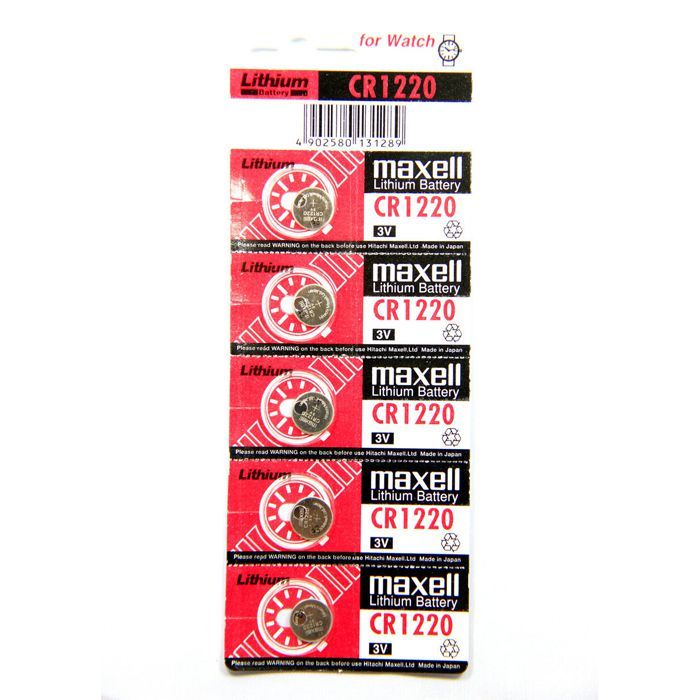 for Watch
Lithium
Battery
CR1220
4 902580 131289
Lithium
maxell
Lithium Battery
CR1220
3V
CR1220
Please read WARNING on the back before use Hitachi Maxell.Ltd Made in Japan
Lithium
maxell
Lithium Battery
CR1220
3V
Please read WARNING on the back before use Hitachi Maxell.Ltd Made in Japan
Lithium
maxell
Lithium Battery
CR1220
3V
CR1220
Please read WARNING on the back before use Hitachi Maxell.Ltd Made in Japan
Lithium
maxell
Lithium Battery
CR1220
3V
Please read WARNING on the back before use Hitachi Maxell.Ltd Made in Japan
Lithium
maxell
Lithium Battery
CR1220
3V
CR1220
Please read WARNING on the back before use Hitachi Maxell.Ltd Made in Japan